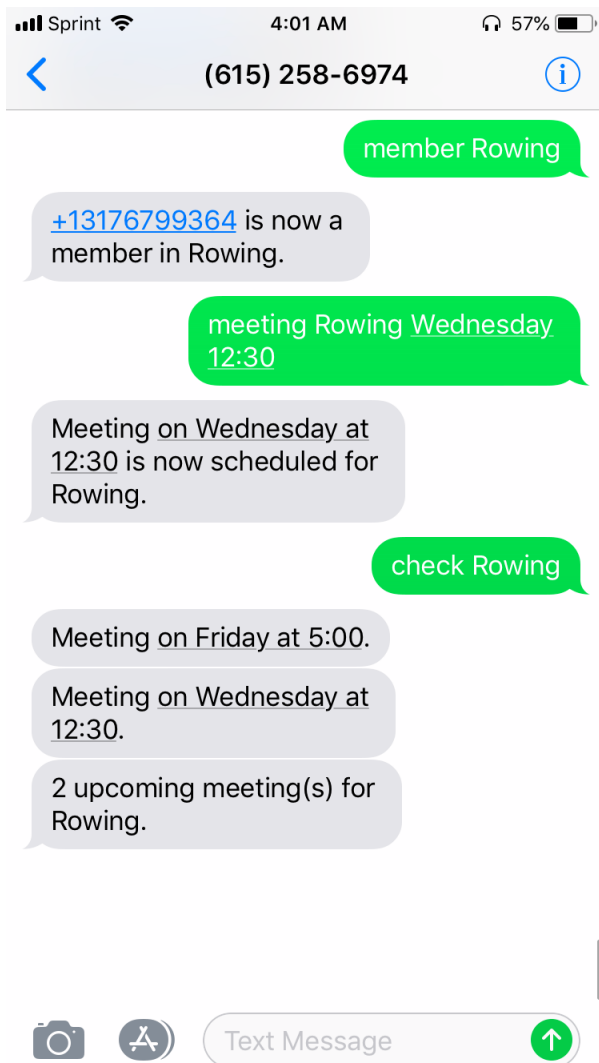 Sprint 4:01 AM 57%
(615) 258-6974 i
member Rowing
+13176799364 is now a
member in Rowing.
meeting Rowing Wednesday
12:30
Meeting on Wednesday at
12:30 is now scheduled for
Rowing.
check Rowing
Meeting on Friday at 5:00.
Meeting on Wednesday at
12:30.
2 upcoming meeting(s) for
Rowing.
Text Message